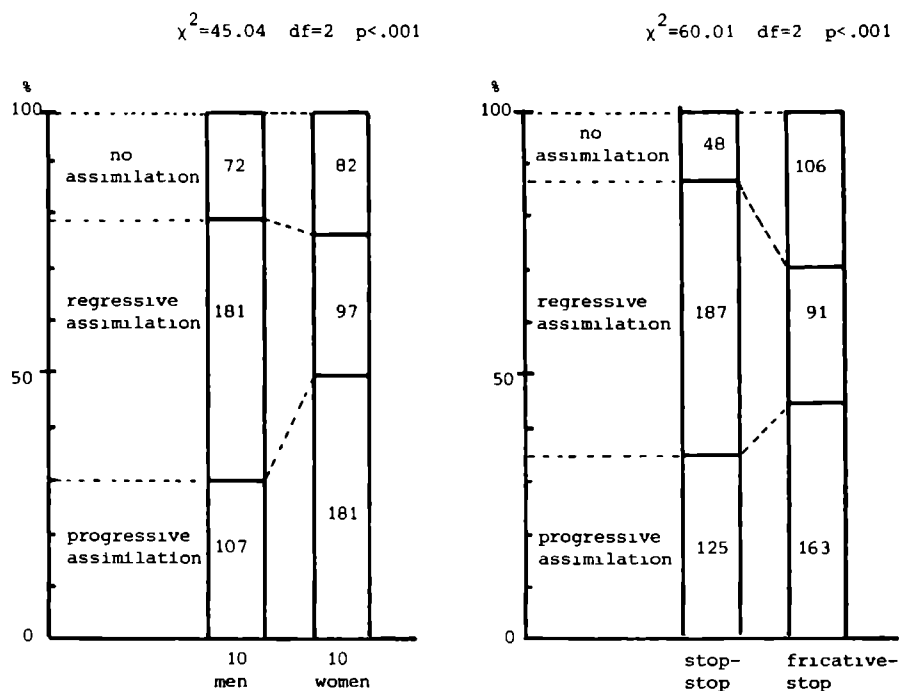 χ²=45.04 df=2 p<.001
%
100
no
assimilation
72
82
regressive
assimilation
181
97
50
progressive
assimilation
107
181
0
10
men
10
women
χ²=60.01 df=2 p<.001
%
100
no
assimilation
48
106
regressive
assimilation
187
91
50
progressive
assimilation
125
163
0
stop-
stop
fricative-
stop